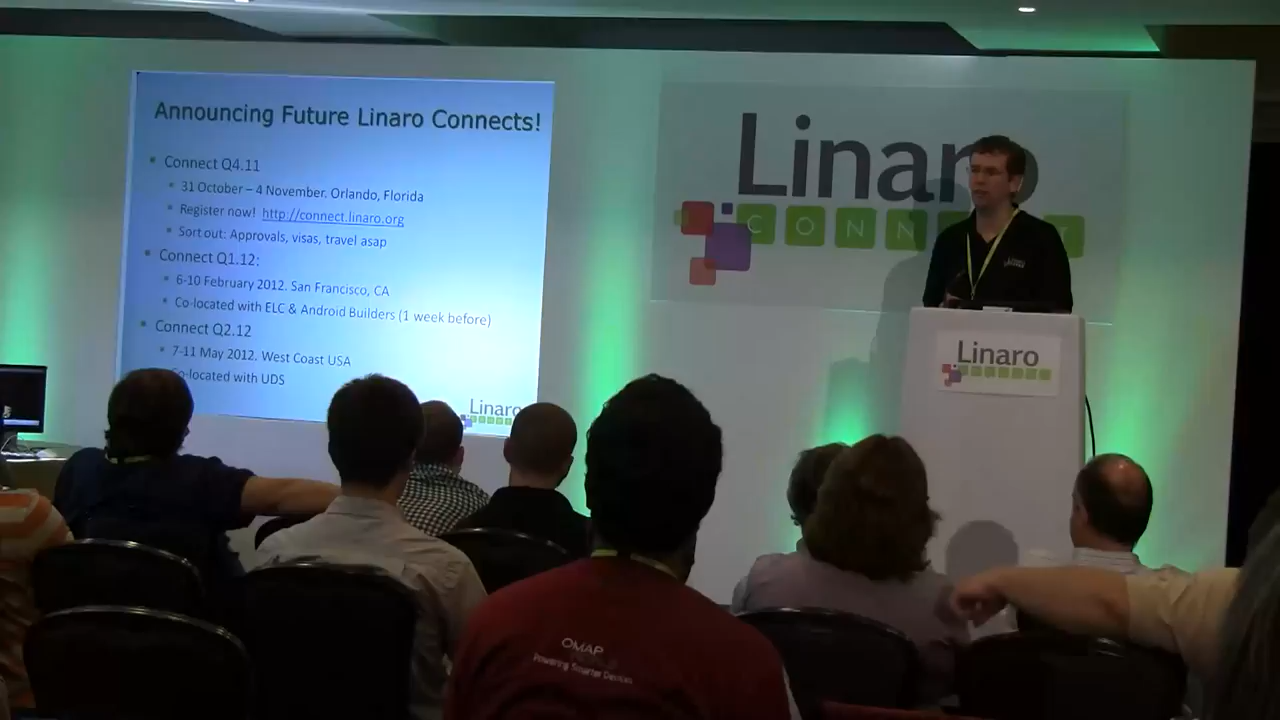 Announcing Future Linaro Connects!
Connect Q4.11
31 October – 4 November. Orlando, Florida
Register now! http://connect.linaro.org
Sort out: Approvals, visas, travel asap
Connect Q1.12:
6-10 February 2012. San Francisco, CA
Co-located with ELC & Android Builders (1 week before)
Connect Q2.12
7-11 May 2012. West Coast USA
Co-located with UDS
Linaro
Linaro
Linaro
OMAP
Powering Smarter Devices